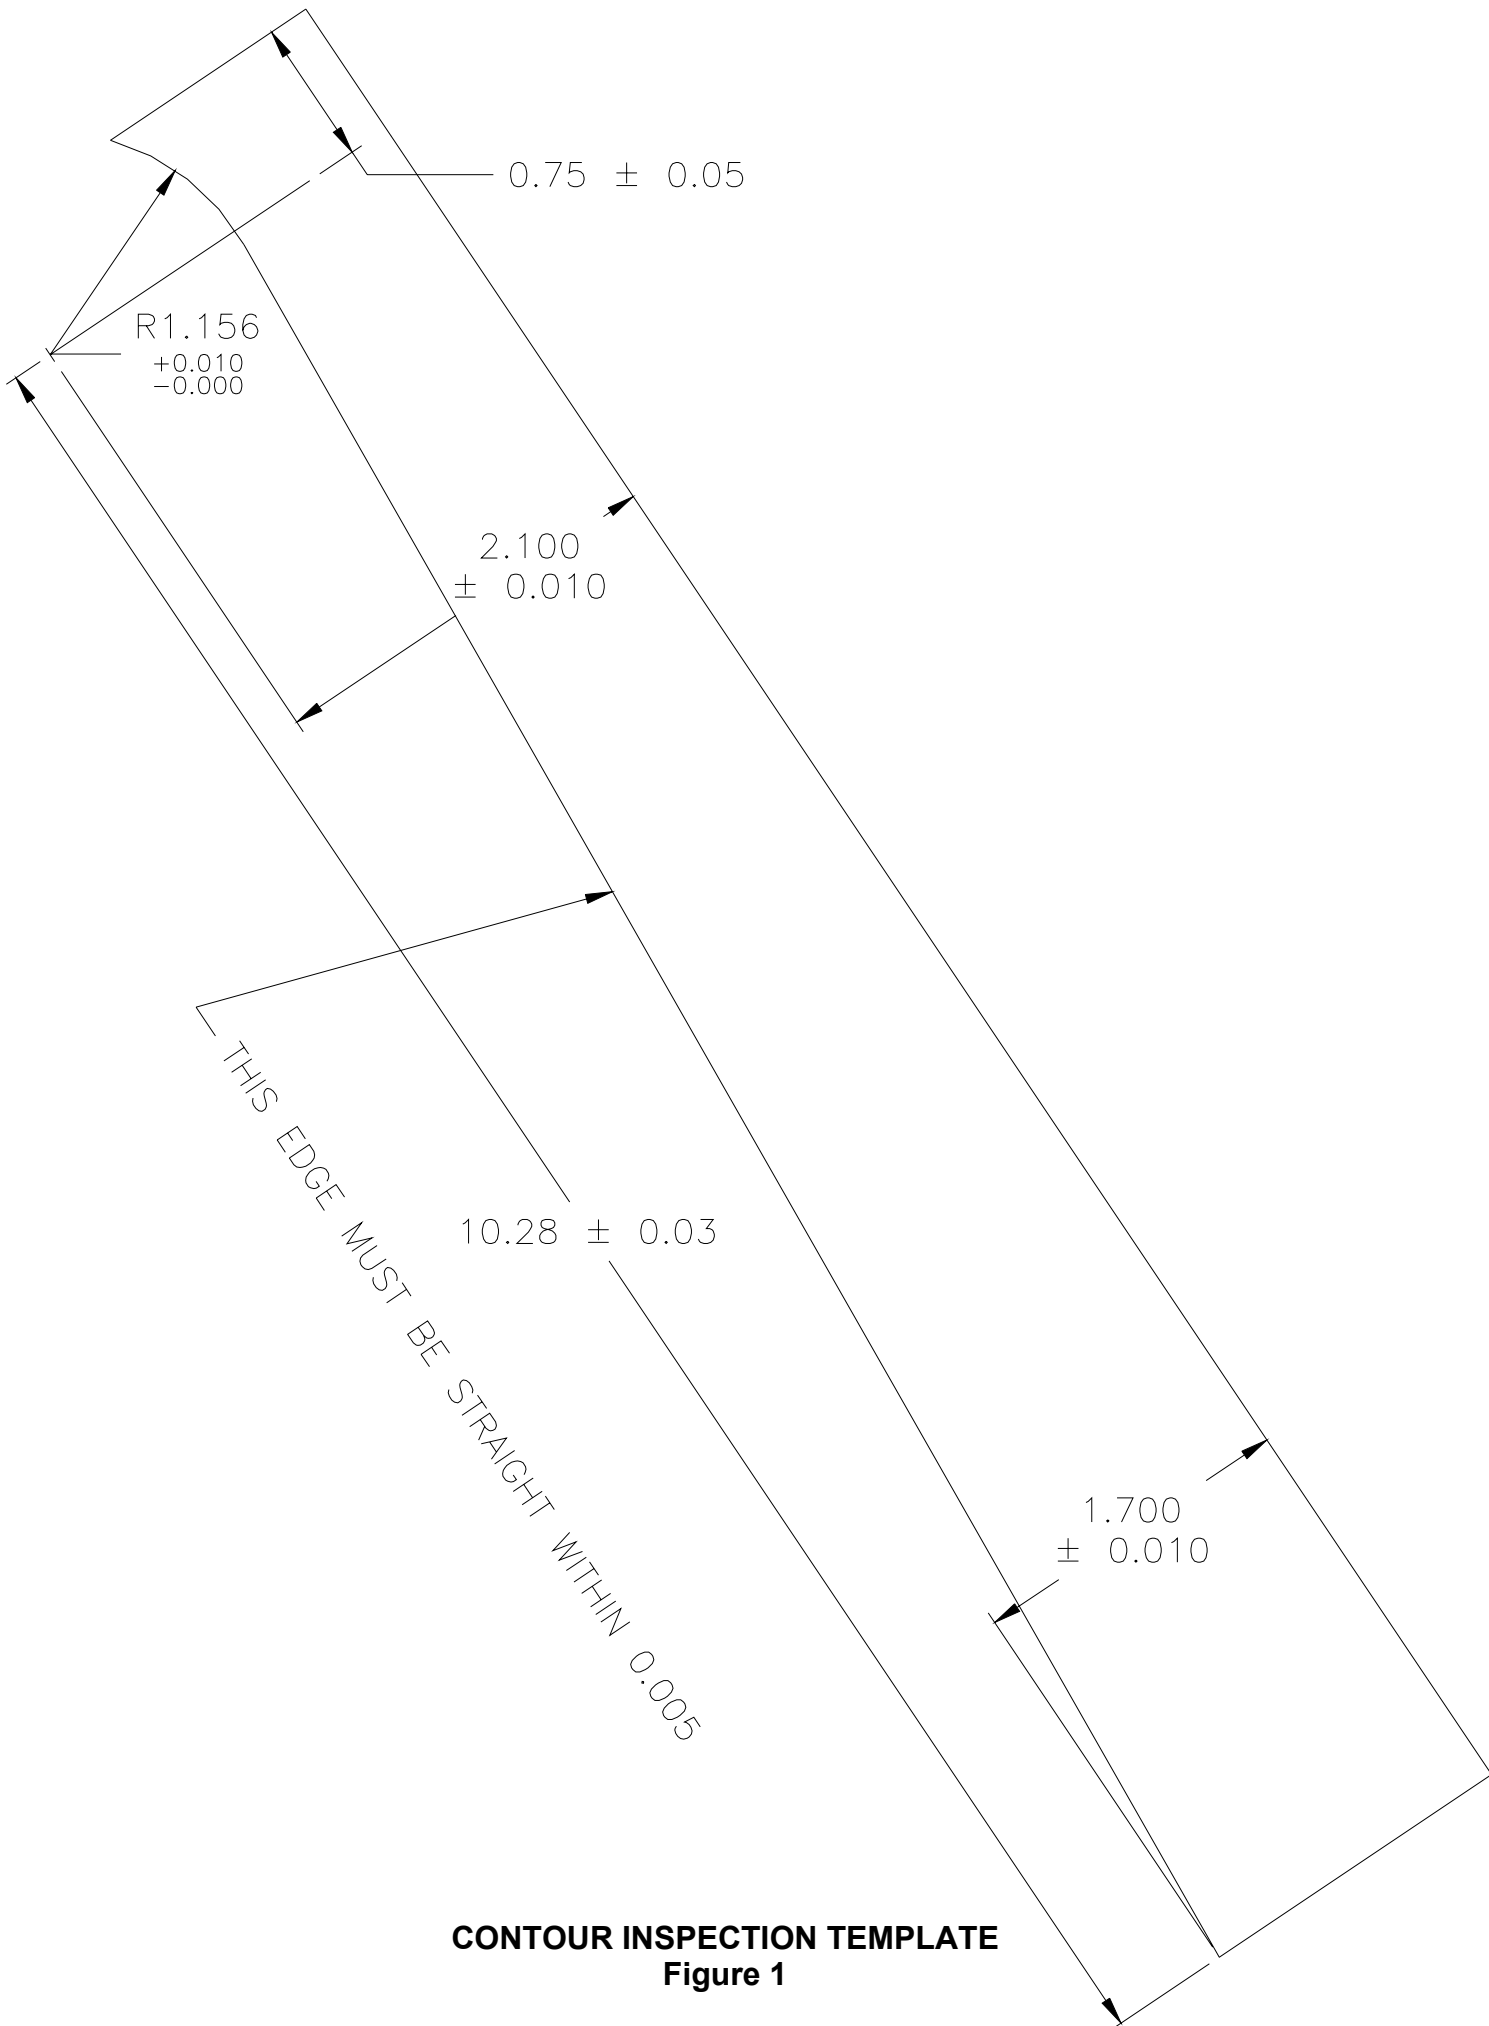 0.75 ± 0.05
R1.156
+0.010
−0.000
2.100
± 0.010
THIS EDGE MUST BE STRAIGHT WITHIN 0.005
10.28 ± 0.03
1.700
± 0.010
CONTOUR INSPECTION TEMPLATE
Figure 1